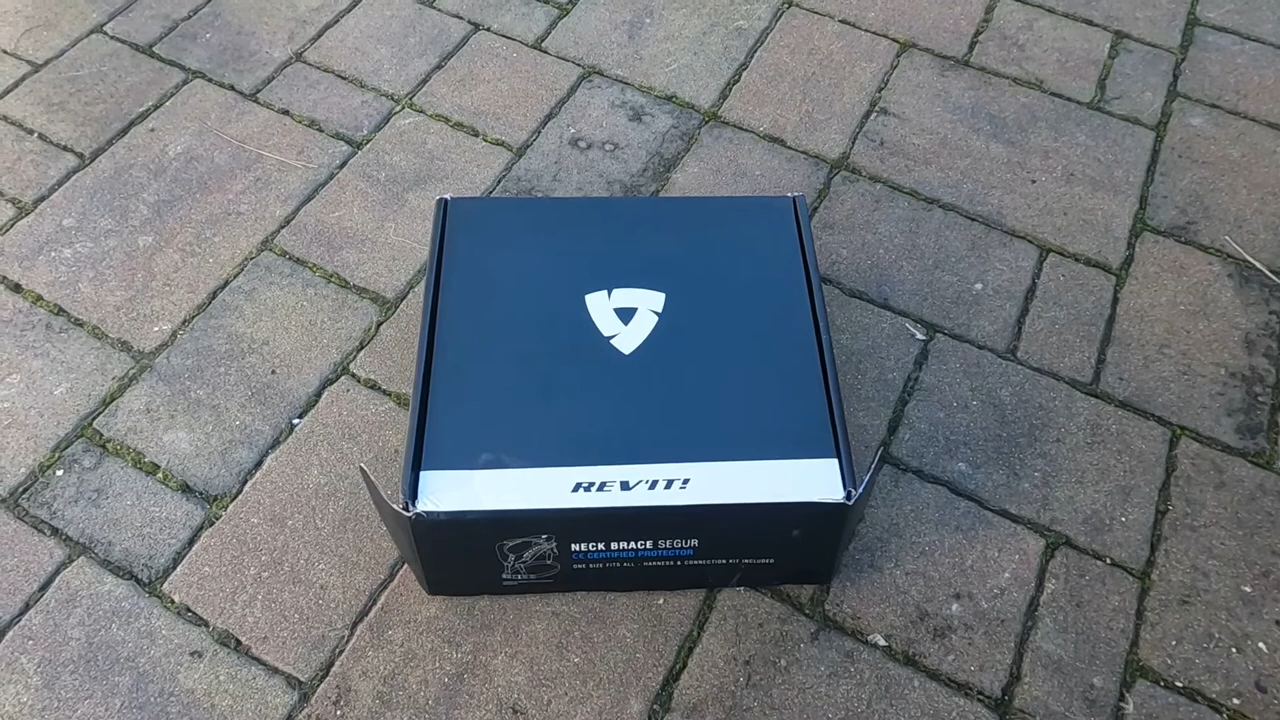 REV'IT!
NECK BRACE SEGUR
CE CERTIFIED PROTECTOR
ONE SIZE FITS ALL - HARNESS & CONNECTION KIT INCLUDED